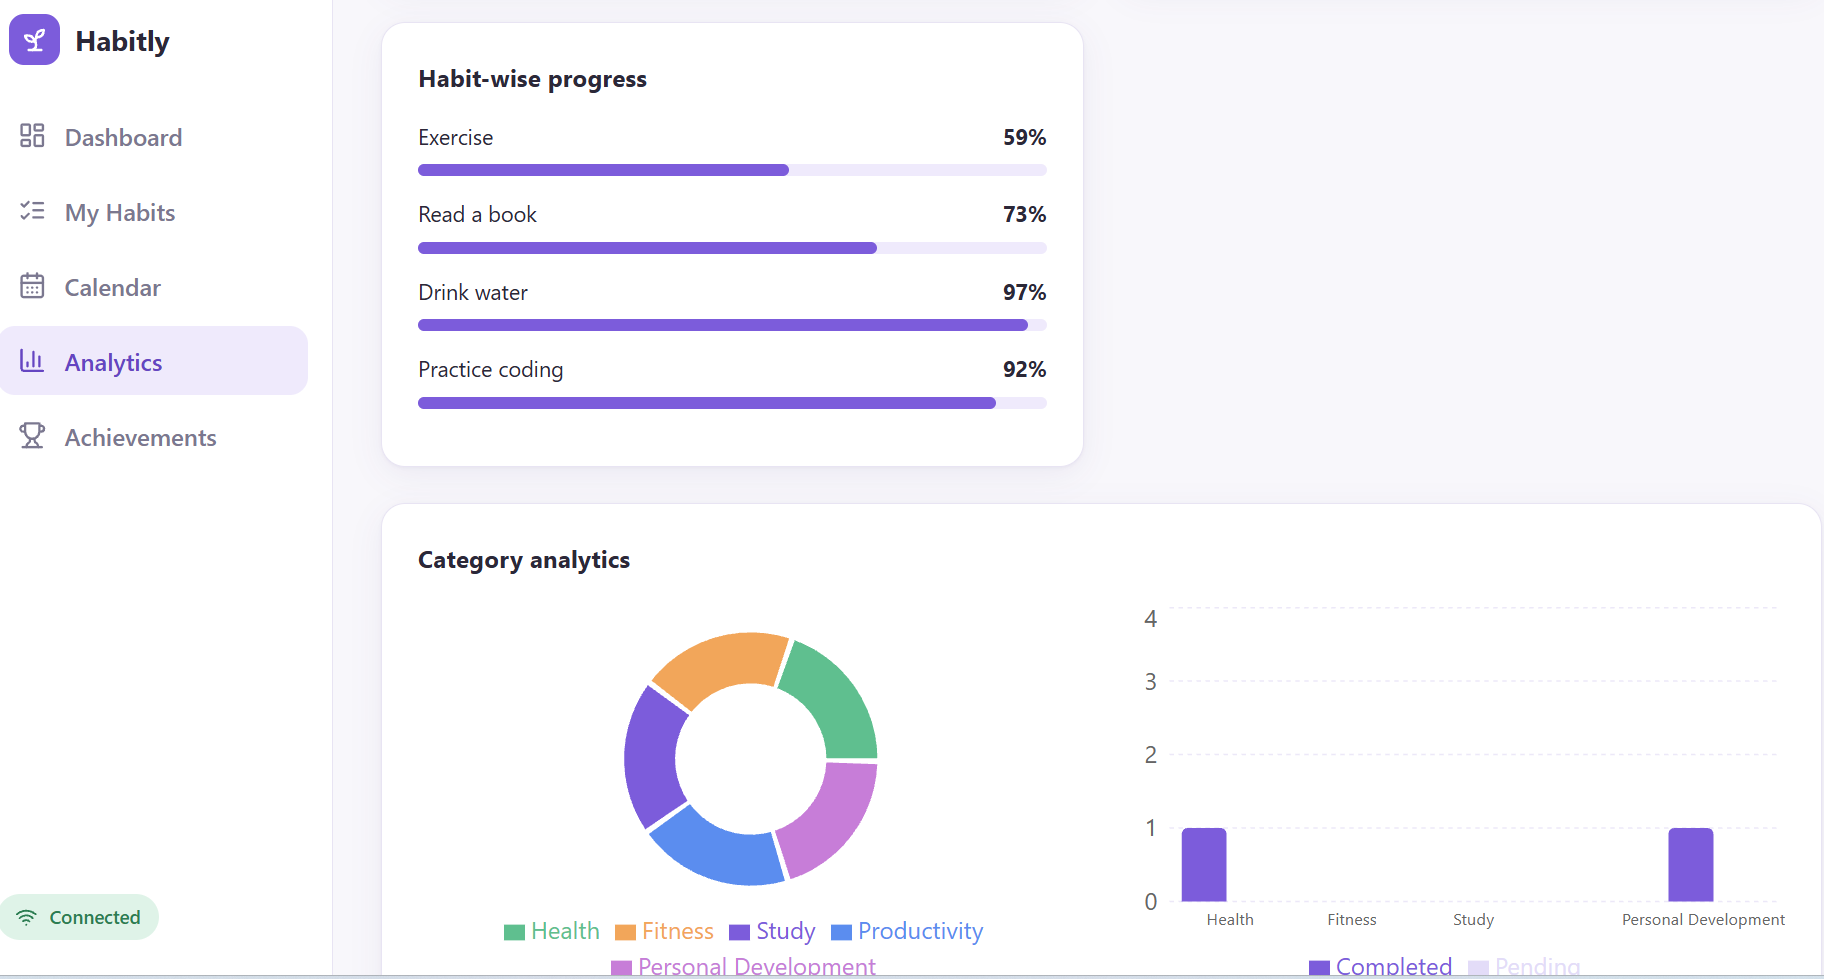 Habitly
Dashboard
My Habits
Calendar
Analytics
Achievements
Connected
Habit-wise progress
Exercise 59%
Read a book 73%
Drink water 97%
Practice coding 92%
Category analytics
Health Fitness Study Productivity
Personal Development
4
3
2
1
0
Health Fitness Study Personal Development
Completed Pending